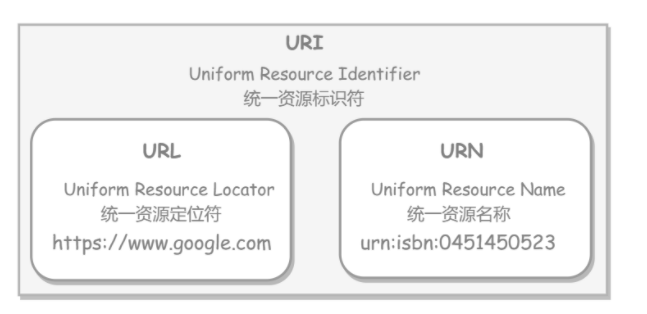 URI
Uniform Resource Identifier
统一资源标识符
URL
Uniform Resource Locator
统一资源定位符
https://www.google.com
URN
Uniform Resource Name
统一资源名称
urn:isbn:0451450523